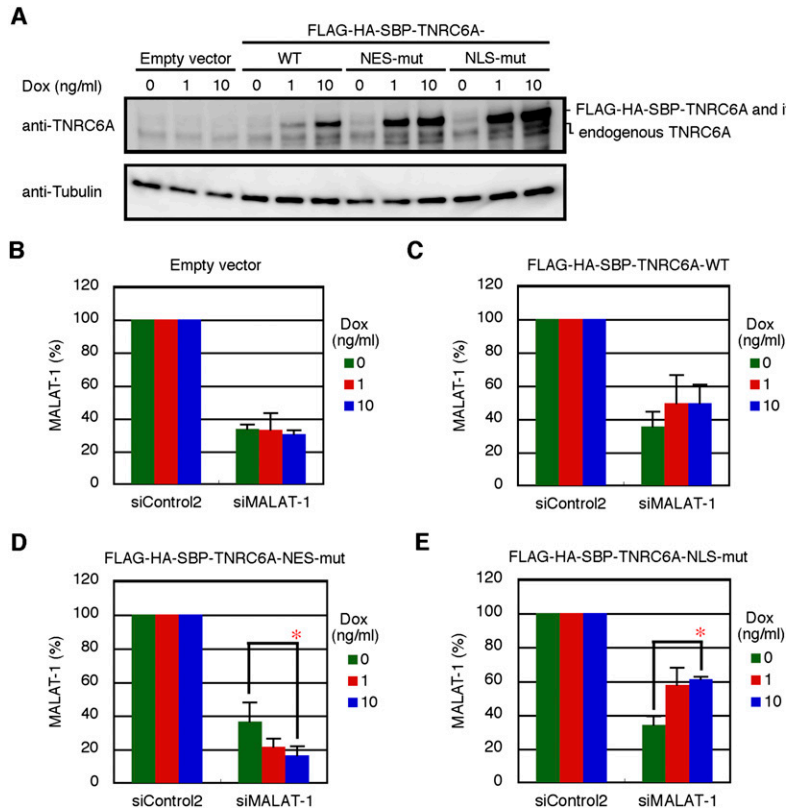 A
FLAG-HA-SBP-TNRC6A-
Empty vector WT NES-mut NLS-mut
Dox (ng/ml) 0 1 10 0 1 10 0 1 10 0 1 10
anti-TNRC6A
FLAG-HA-SBP-TNRC6A and i
endogenous TNRC6A
anti-Tubulin
B
Empty vector
MALAT-1 (%)
120
100
80
60
40
20
0
siControl2 siMALAT-1
Dox
(ng/ml)
0
1
10
C
FLAG-HA-SBP-TNRC6A-WT
MALAT-1 (%)
120
100
80
60
40
20
0
siControl2 siMALAT-1
Dox
(ng/ml)
0
1
10
D
FLAG-HA-SBP-TNRC6A-NES-mut
MALAT-1 (%)
120
100
80
60
40
20
0
*
siControl2 siMALAT-1
Dox
(ng/ml)
0
1
10
E
FLAG-HA-SBP-TNRC6A-NLS-mut
MALAT-1 (%)
120
100
80
60
40
20
0
*
siControl2 siMALAT-1
Dox
(ng/ml)
0
1
10